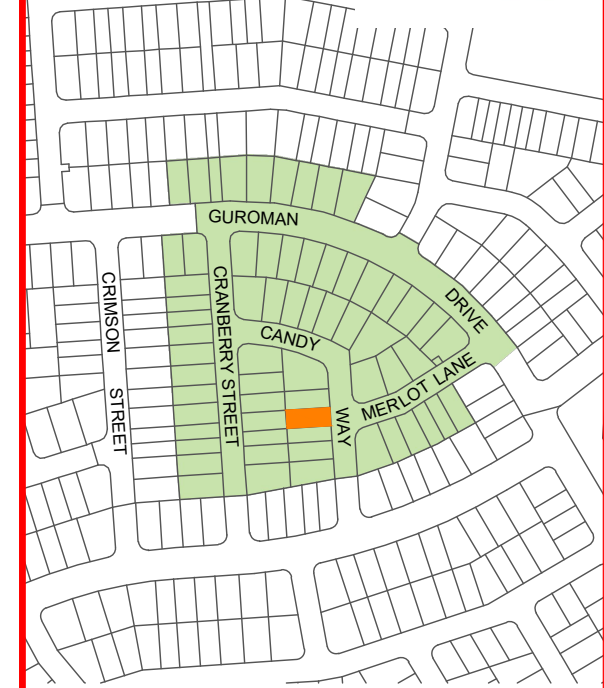 GUROMAN
DRIVE
CRIMSON
STREET
CRANBERRY STREET
CANDY
WAY
MERLOT LANE